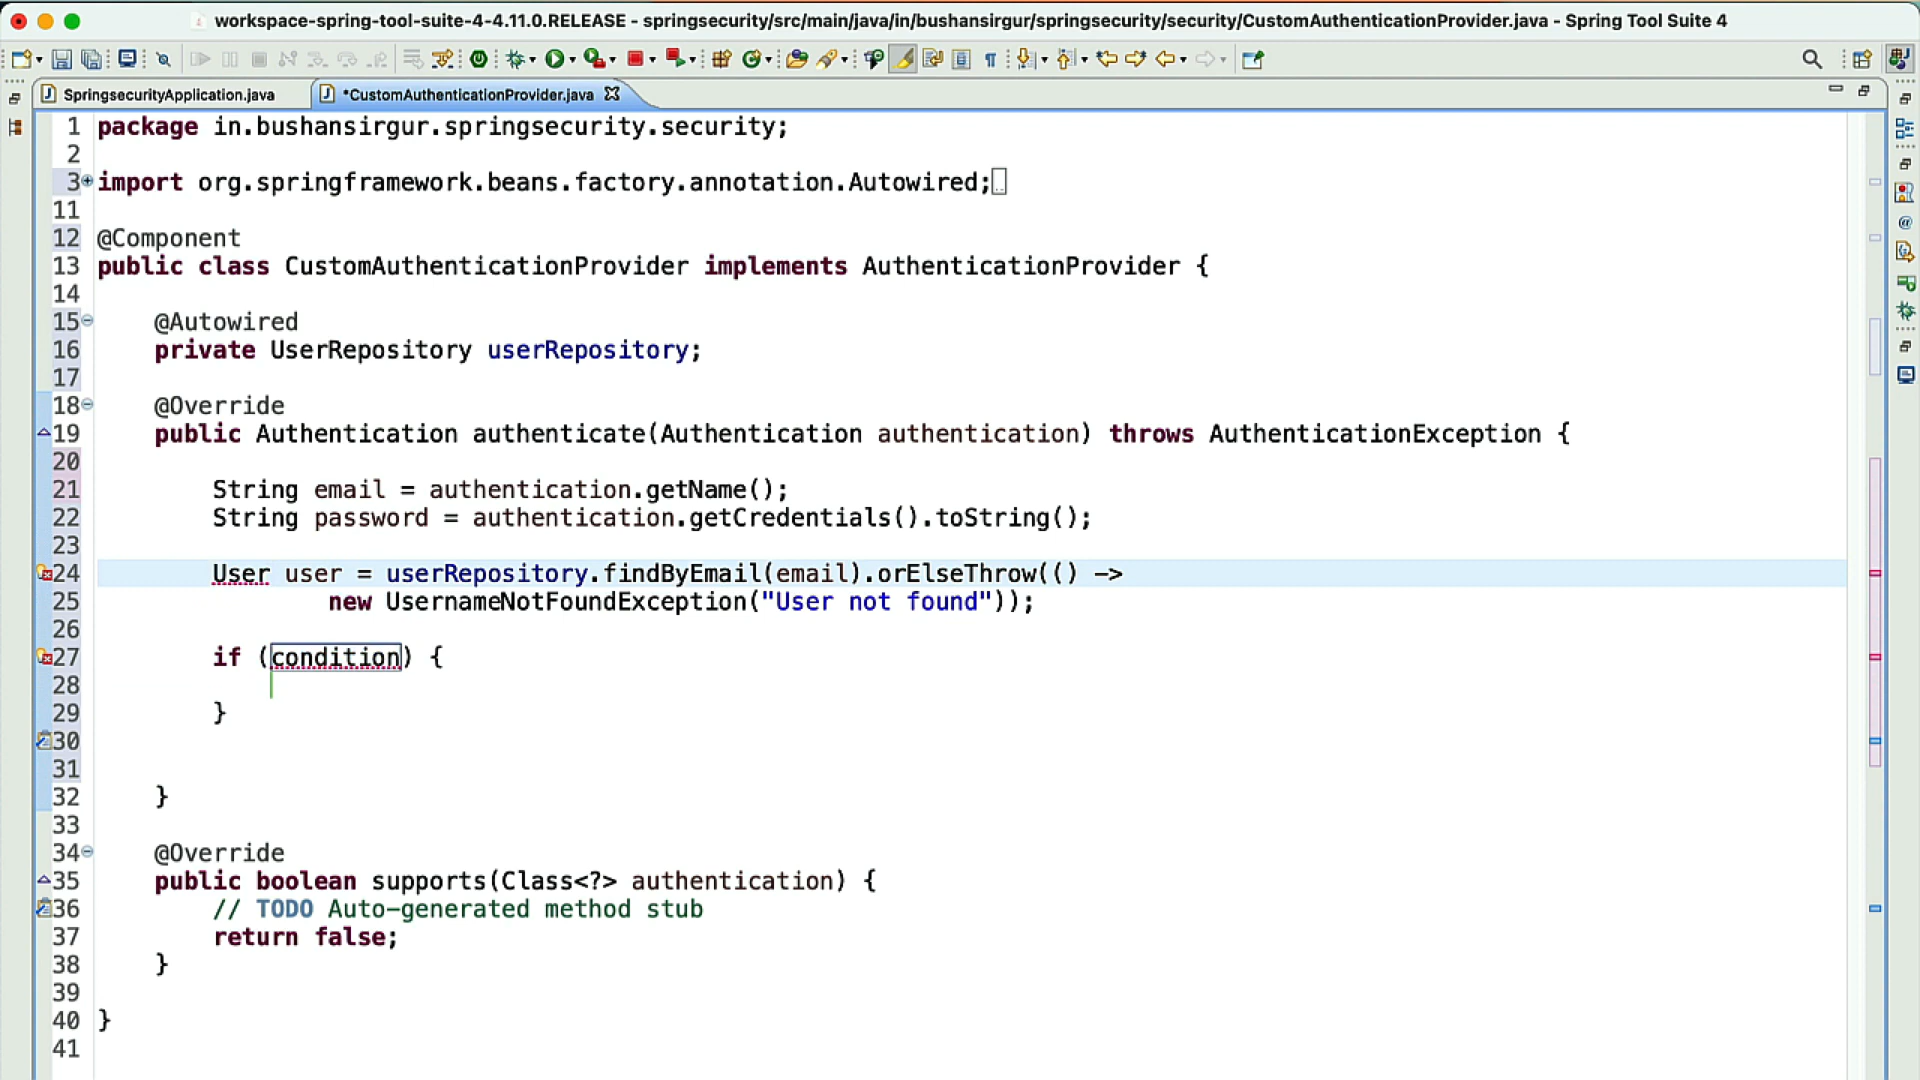 workspace-spring-tool-suite-4-4.11.0.RELEASE - springsecurity/src/main/java/in/bushansirgur/springsecurity/security/CustomAuthenticationProvider.java - Spring Tool Suite 4
SpringsecurityApplication.java
*CustomAuthenticationProvider.java
1 package in.bushansirgur.springsecurity.security;
2
3 import org.springframework.beans.factory.annotation.Autowired;
11
12 @Component
13 public class CustomAuthenticationProvider implements AuthenticationProvider {
14
15 @Autowired
16 private UserRepository userRepository;
17
18 @Override
19 public Authentication authenticate(Authentication authentication) throws AuthenticationException {
20
21 String email = authentication.getName();
22 String password = authentication.getCredentials().toString();
23
24 User user = userRepository.findByEmail(email).orElseThrow(() ->
25 new UsernameNotFoundException("User not found"));
26
27 if (condition) {
28
29 }
30
31
32 }
33
34 @Override
35 public boolean supports(Class<?> authentication) {
36 // TODO Auto-generated method stub
37 return false;
38 }
39
40 }
41